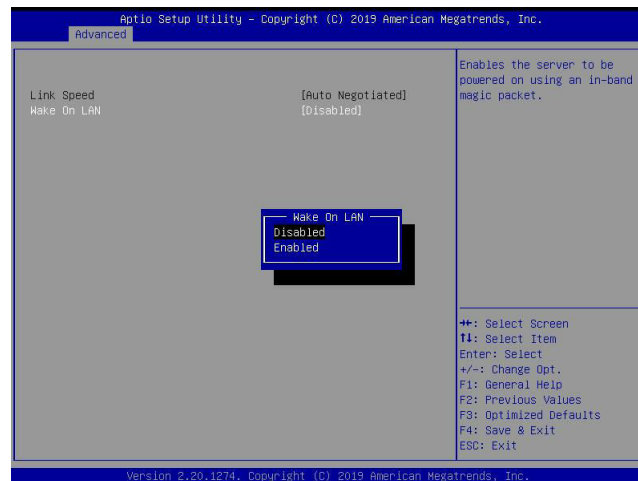 Aptio Setup Utility – Copyright (C) 2019 American Megatrends, Inc.
Advanced
Link Speed [Auto Negotiated]
Wake On LAN [Disabled]
Wake On LAN
Disabled
Enabled
Enables the server to be
powered on using an in-band
magic packet.
→←: Select Screen
↑↓: Select Item
Enter: Select
+/-: Change Opt.
F1: General Help
F2: Previous Values
F3: Optimized Defaults
F4: Save & Exit
ESC: Exit
Version 2.20.1274. Copyright (C) 2019 American Megatrends, Inc.